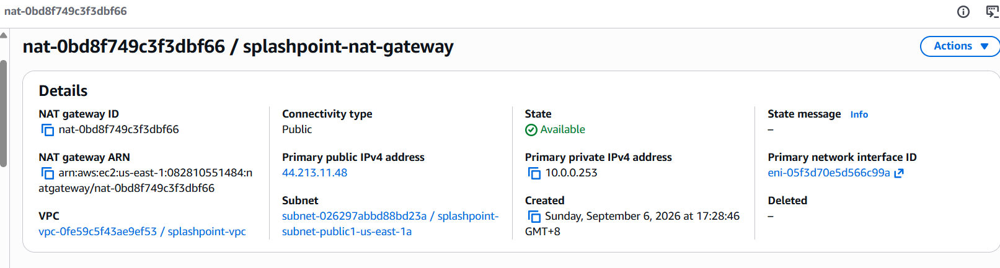 nat-0bd8f749c3f3dbf66
nat-0bd8f749c3f3dbf66 / splashpoint-nat-gateway
Actions
Details
NAT gateway ID
nat-0bd8f749c3f3dbf66
Connectivity type
Public
State
Available
State message Info
–
NAT gateway ARN
arn:aws:ec2:us-east-1:082810551484:n
atgateway/nat-0bd8f749c3f3dbf66
Primary public IPv4 address
44.213.11.48
Primary private IPv4 address
10.0.0.253
Primary network interface ID
eni-05f3d70e5d566c99a
VPC
vpc-0fe59c5f43ae9ef53 / splashpoint-vpc
Subnet
subnet-026297abbd88bd23a / splashpoint-
subnet-public1-us-east-1a
Created
Sunday, September 6, 2026 at 17:28:46
GMT+8
Deleted
–